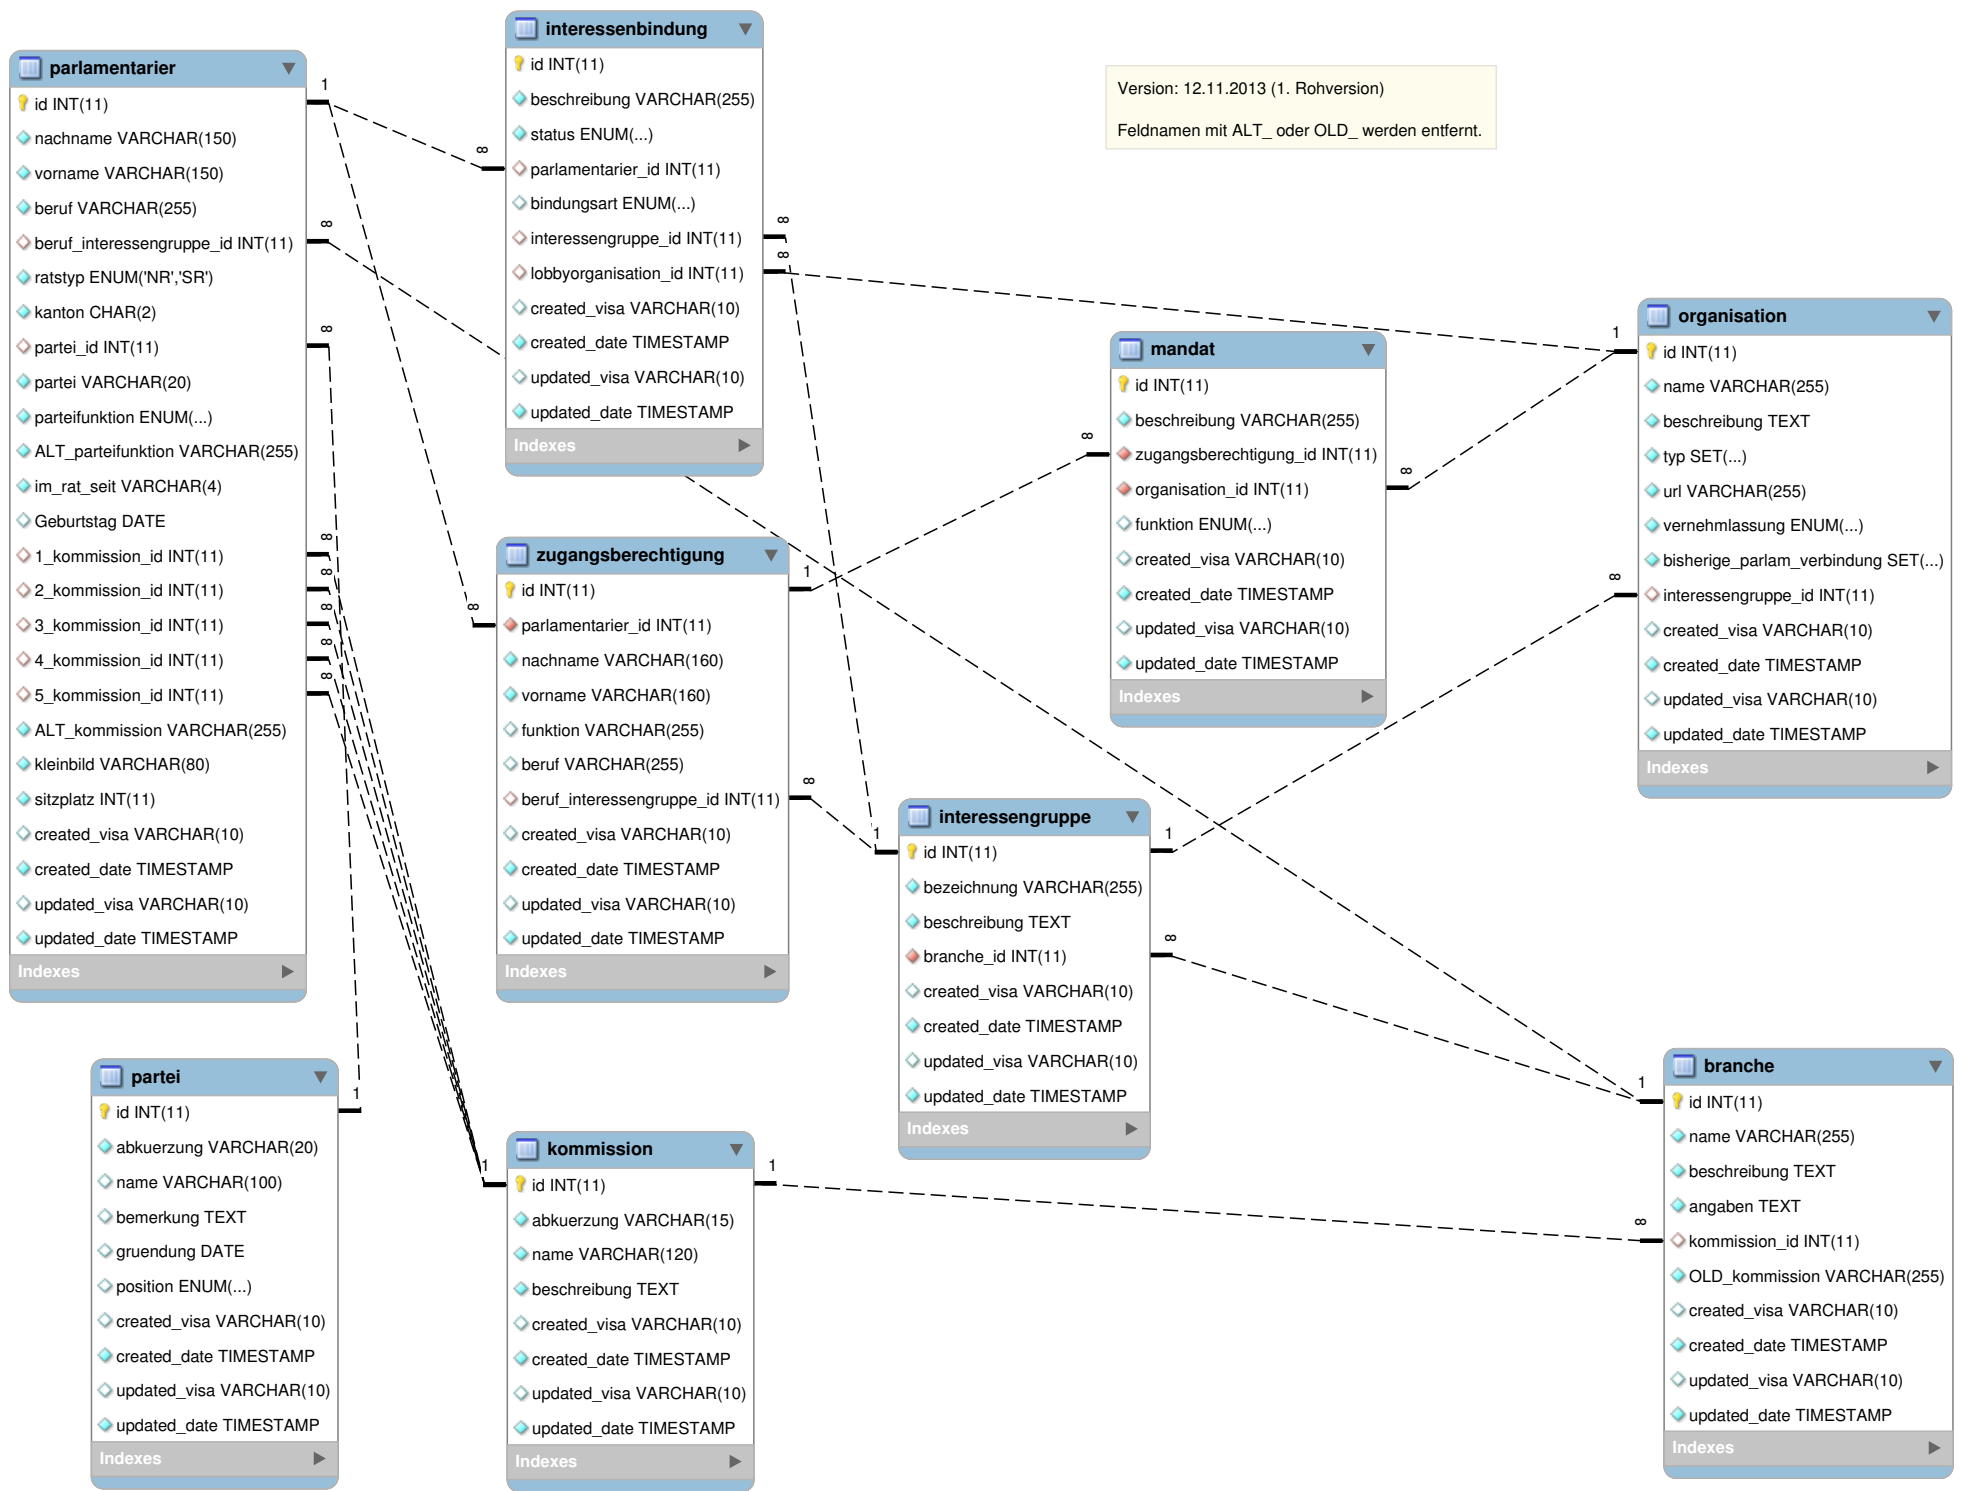 parlamentarier
id INT(11)
nachname VARCHAR(150)
vorname VARCHAR(150)
beruf VARCHAR(255)
beruf_interessengruppe_id INT(11)
ratstyp ENUM('NR','SR')
kanton CHAR(2)
partei_id INT(11)
partei VARCHAR(20)
parteifunktion ENUM(...)
ALT_parteifunktion VARCHAR(255)
im_rat_seit VARCHAR(4)
Geburtstag DATE
1_kommission_id INT(11)
2_kommission_id INT(11)
3_kommission_id INT(11)
4_kommission_id INT(11)
5_kommission_id INT(11)
ALT_kommission VARCHAR(255)
kleinbild VARCHAR(80)
sitzplatz INT(11)
created_visa VARCHAR(10)
created_date TIMESTAMP
updated_visa VARCHAR(10)
updated_date TIMESTAMP
Indexes
1
∞
∞
∞
∞
∞
∞
∞
interessenbindung
id INT(11)
beschreibung VARCHAR(255)
status ENUM(...)
parlamentarier_id INT(11)
bindungsart ENUM(...)
interessengruppe_id INT(11)
lobbyorganisation_id INT(11)
created_visa VARCHAR(10)
created_date TIMESTAMP
updated_visa VARCHAR(10)
updated_date TIMESTAMP
Indexes
∞
∞
∞
Version: 12.11.2013 (1. Rohversion)
Feldnamen mit ALT_ oder OLD_ werden entfernt.
mandat
id INT(11)
beschreibung VARCHAR(255)
zugangsberechtigung_id INT(11)
organisation_id INT(11)
funktion ENUM(...)
created_visa VARCHAR(10)
created_date TIMESTAMP
updated_visa VARCHAR(10)
updated_date TIMESTAMP
Indexes
∞
∞
organisation
id INT(11)
name VARCHAR(255)
beschreibung TEXT
typ SET(...)
url VARCHAR(255)
vernehmlassung ENUM(...)
bisherige_parlam_verbindung SET(...)
interessengruppe_id INT(11)
created_visa VARCHAR(10)
created_date TIMESTAMP
updated_visa VARCHAR(10)
updated_date TIMESTAMP
Indexes
1
∞
zugangsberechtigung
id INT(11)
parlamentarier_id INT(11)
nachname VARCHAR(160)
vorname VARCHAR(160)
funktion VARCHAR(255)
beruf VARCHAR(255)
beruf_interessengruppe_id INT(11)
created_visa VARCHAR(10)
created_date TIMESTAMP
updated_visa VARCHAR(10)
updated_date TIMESTAMP
Indexes
1
∞
∞
interessengruppe
id INT(11)
bezeichnung VARCHAR(255)
beschreibung TEXT
branche_id INT(11)
created_visa VARCHAR(10)
created_date TIMESTAMP
updated_visa VARCHAR(10)
updated_date TIMESTAMP
Indexes
1
1
∞
partei
id INT(11)
abkuerzung VARCHAR(20)
name VARCHAR(100)
bemerkung TEXT
gruendung DATE
position ENUM(...)
created_visa VARCHAR(10)
created_date TIMESTAMP
updated_visa VARCHAR(10)
updated_date TIMESTAMP
Indexes
1
kommission
id INT(11)
abkuerzung VARCHAR(15)
name VARCHAR(120)
beschreibung TEXT
created_visa VARCHAR(10)
created_date TIMESTAMP
updated_visa VARCHAR(10)
updated_date TIMESTAMP
Indexes
1
1
branche
id INT(11)
name VARCHAR(255)
beschreibung TEXT
angaben TEXT
kommission_id INT(11)
OLD_kommission VARCHAR(255)
created_visa VARCHAR(10)
created_date TIMESTAMP
updated_visa VARCHAR(10)
updated_date TIMESTAMP
Indexes
1
∞